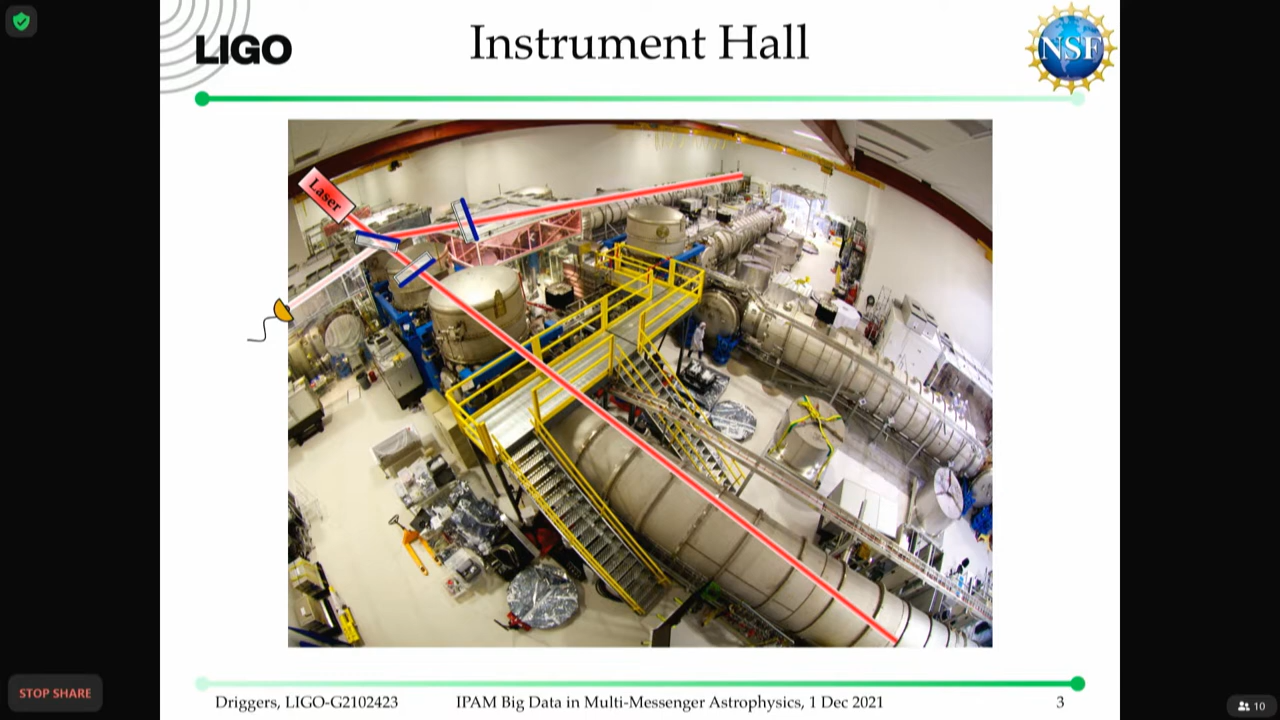 LIGO
Instrument Hall
NSF
Laser
STOP SHARE
Driggers, LIGO-G2102423
IPAM Big Data in Multi-Messenger Astrophysics, 1 Dec 2021
3
10